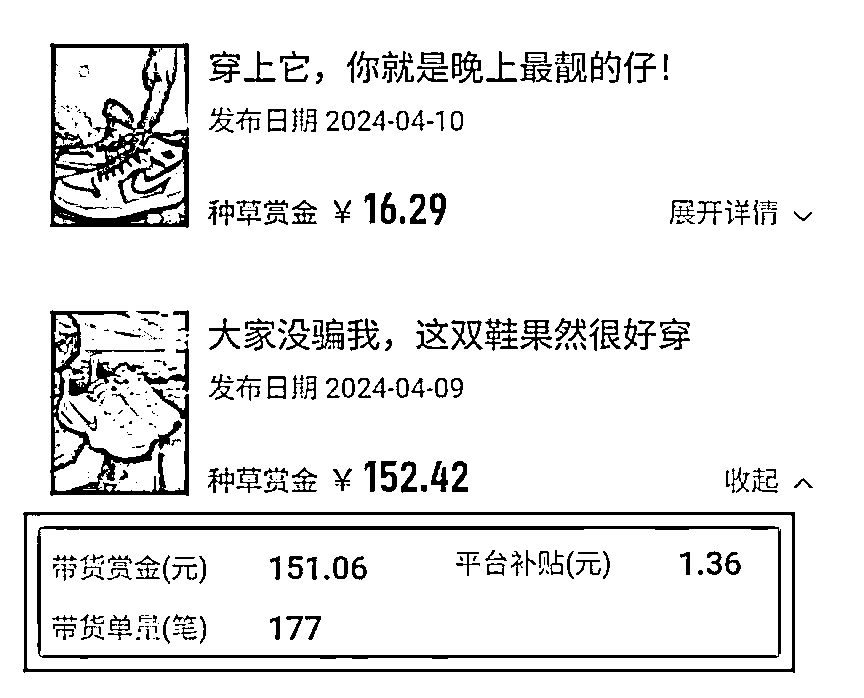 穿上它，你就是晚上最靓的仔！
发布日期 2024-04-10
种草赏金 ￥16.29 展开详情
大家没骗我，这双鞋果然很好穿
发布日期 2024-04-09
种草赏金 ￥152.42 收起
带货赏金(元) 151.06 平台补贴(元) 1.36
带货单量(笔) 177